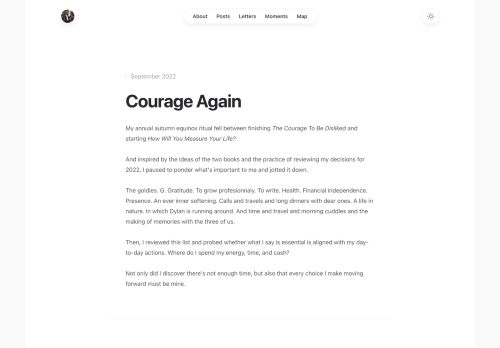 About Posts Letters Moments Map
September 2022
Courage Again
My annual autumn equinox ritual fell between finishing The Courage To Be Disliked and
starting How Will You Measure Your Life?
And inspired by the ideas of the two books and the practice of reviewing my decisions for
2022, I paused to ponder what's important to me and jotted it down.
The goldies. G. Gratitude. To grow professionaly. To write. Health. Financial independence.
Presence. An ever inner softening. Calls and travels and long dinners with dear ones. A life in
nature. In which Dylan is running around. And time and travel and morning cuddles and the
making of memories with the three of us.
Then, I reviewed this list and probed whether what I say is essential is aligned with my day-
to-day actions. Where do I spend my energy, time, and cash?
Not only did I discover there's not enough time, but also that every choice I make moving
forward must be mine.